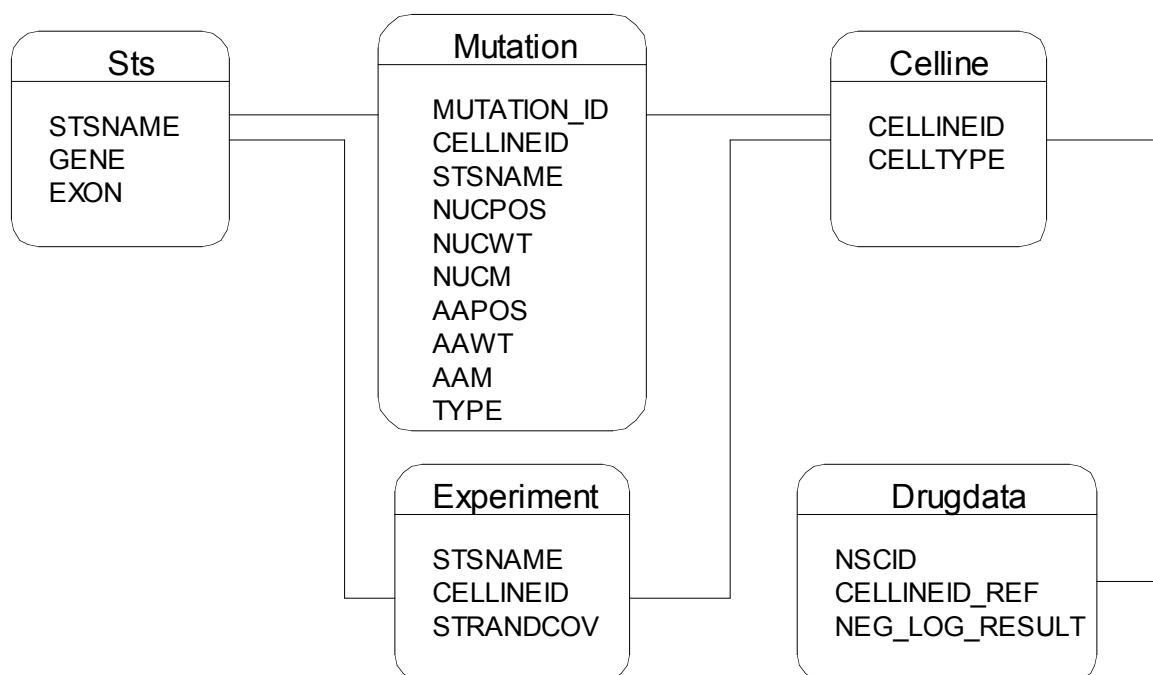 Sts
STSNAME
GENE
EXON
Mutation
MUTATION_ID
CELLINEID
STSNAME
NUCPOS
NUCWT
NUCM
AAPOS
AAWT
AAM
TYPE
Celline
CELLINEID
CELLTYPE
Experiment
STSNAME
CELLINEID
STRANDCOV
Drugdata
NSCID
CELLINEID_REF
NEG_LOG_RESULT